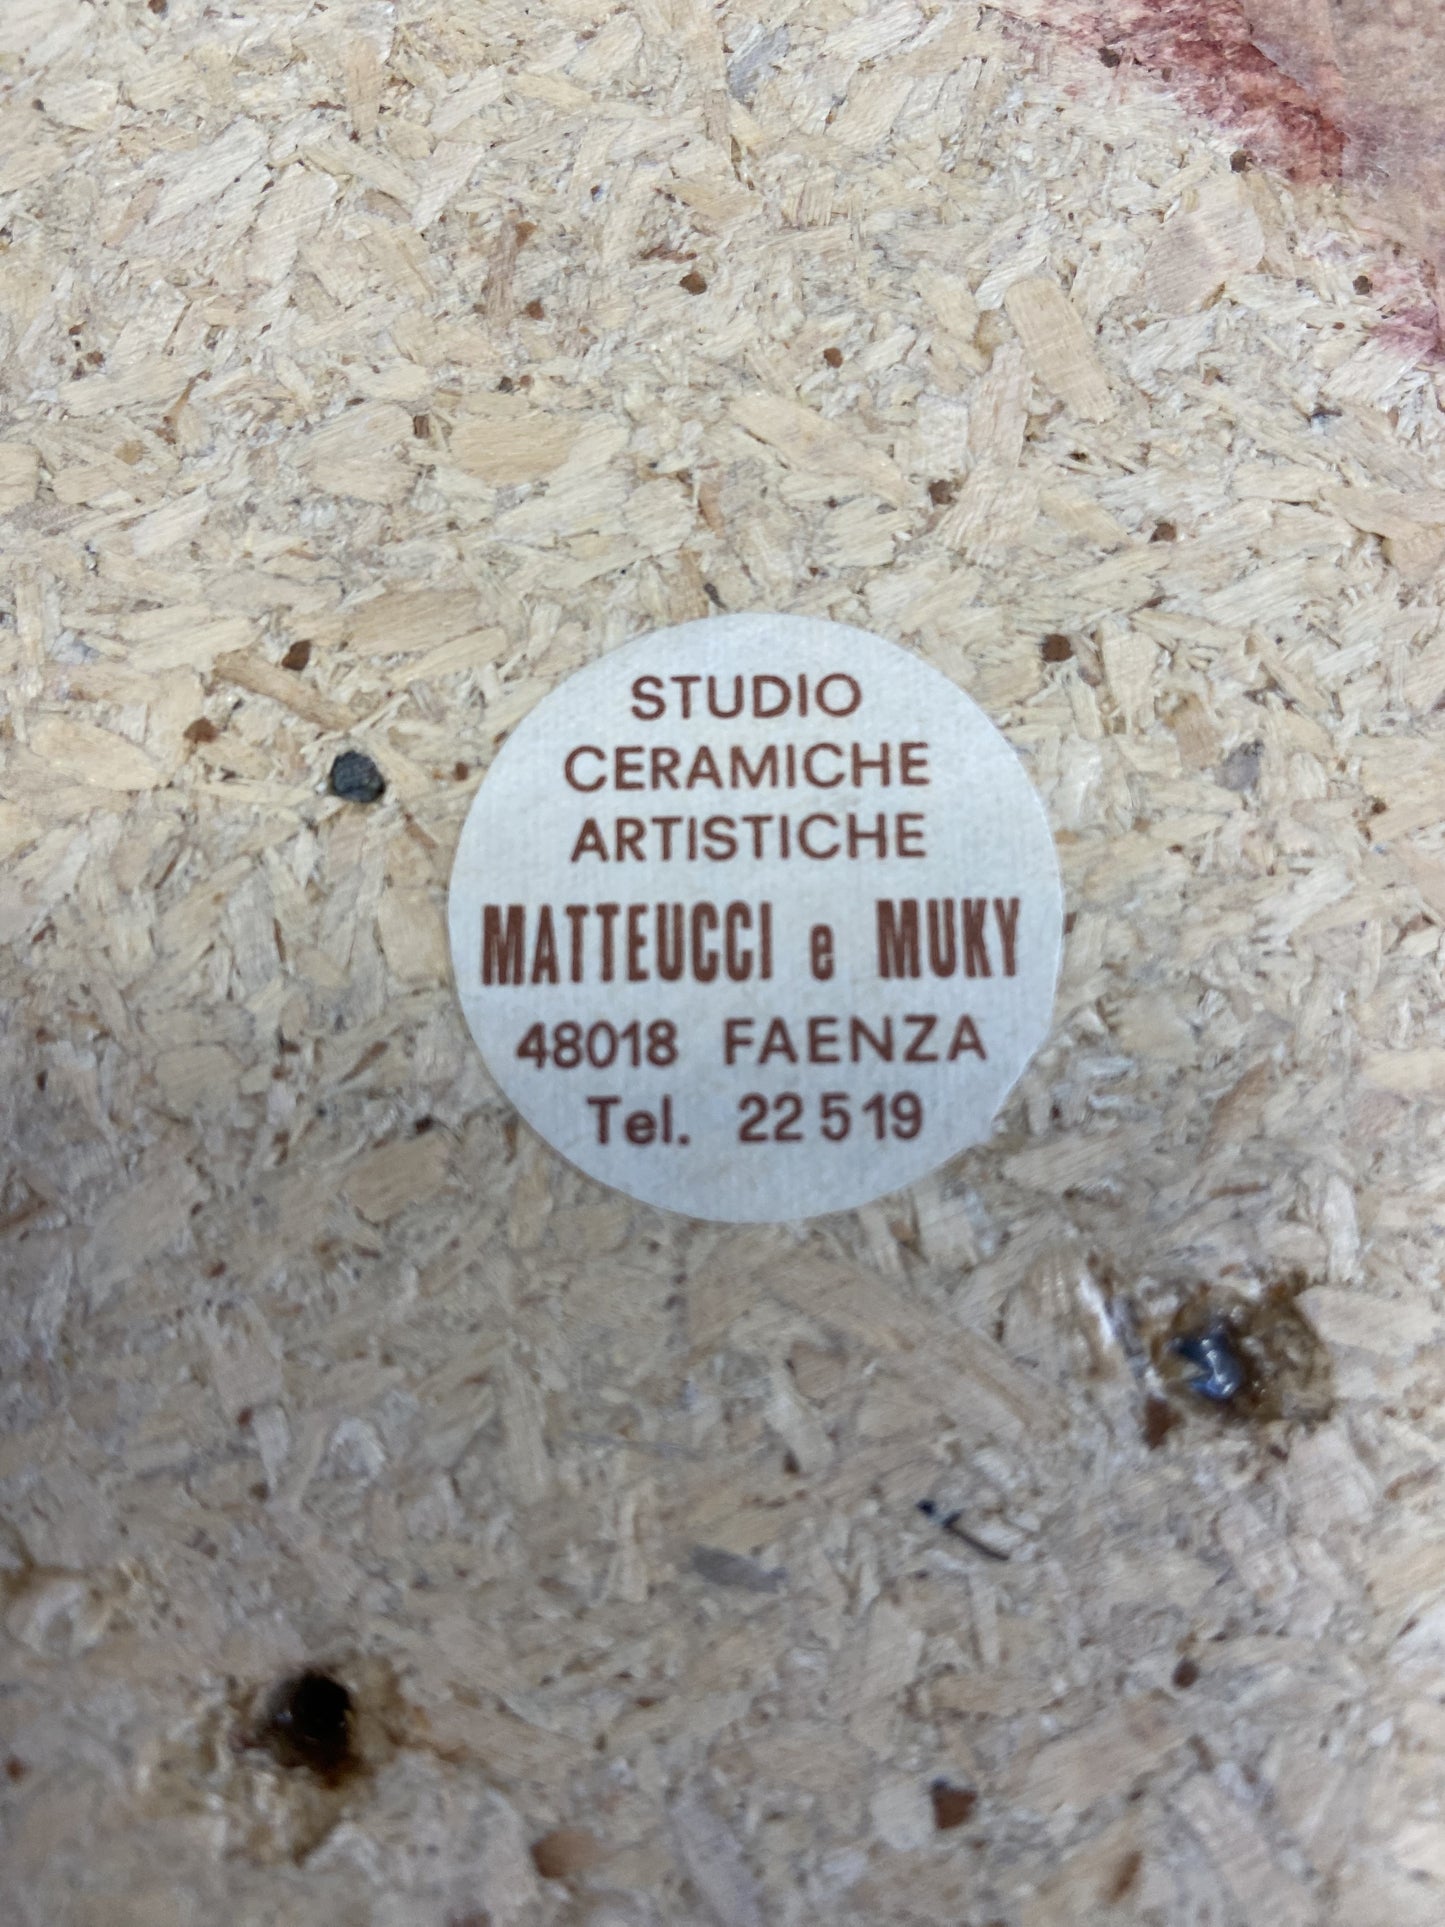 STUDIO
CERAMICHE
ARTISTICHE
MATTEUCCI e MUKY
48018 FAENZA
Tel. 22519